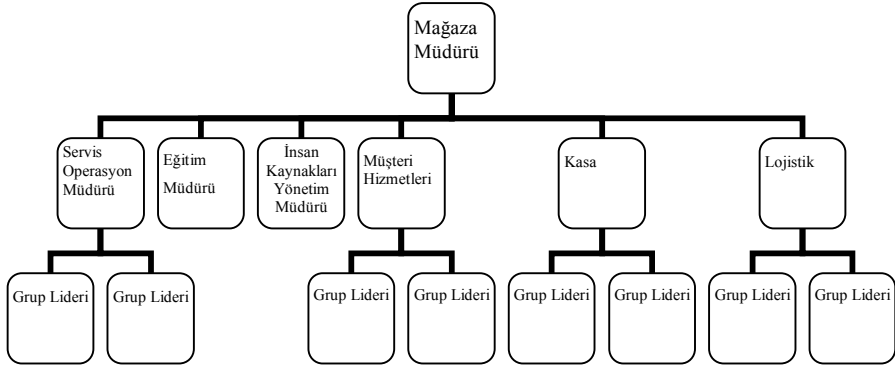 Mağaza
Müdürü
Servis
Operasyon
Müdürü
Eğitim
Müdürü
İnsan
Kaynakları
Yönetim
Müdürü
Müşteri
Hizmetleri
Kasa
Lojistik
Grup Lideri
Grup Lideri
Grup Lideri
Grup Lideri
Grup Lideri
Grup Lideri
Grup Lideri
Grup Lideri